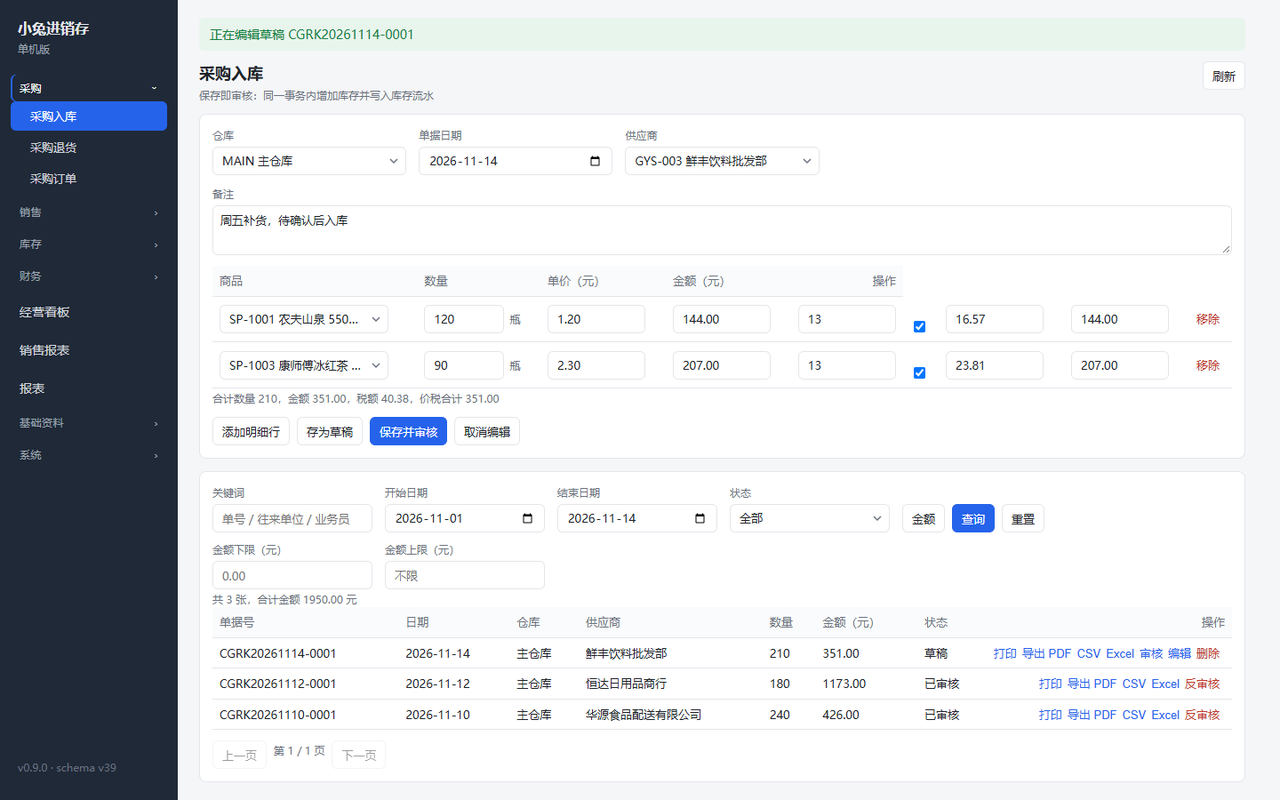 小兔进销存
单机版
采购
采购入库
采购退货
采购订单
销售
库存
财务
经营看板
销售报表
报表
基础资料
系统
v0.9.0 · schema v39
正在编辑草稿 CGRK20261114-0001
采购入库
保存即审核：同一事务内增加库存并写入库存流水
刷新
仓库 单据日期 供应商
MAIN 主仓库 2026-11-14 GYS-003 鲜丰饮料批发部
备注
周五补货，待确认后入库
商品 数量 单价（元） 金额（元） 操作
SP-1001 农夫山泉 550... 120 瓶 1.20 144.00 13 16.57 144.00 移除
SP-1003 康师傅冰红茶 ... 90 瓶 2.30 207.00 13 23.81 207.00 移除
合计数量 210，金额 351.00，税额 40.38，价税合计 351.00
添加明细行 存为草稿 保存并审核 取消编辑
关键词 开始日期 结束日期 状态
单号 / 往来单位 / 业务员 2026-11-01 2026-11-14 全部 金额 查询 重置
金额下限（元） 金额上限（元）
0.00 不限
共 3 张，合计金额 1950.00 元
单据号 日期 仓库 供应商 数量 金额（元） 状态 操作
CGRK20261114-0001 2026-11-14 主仓库 鲜丰饮料批发部 210 351.00 草稿 打印 导出 PDF CSV Excel 审核 编辑 删除
CGRK20261112-0001 2026-11-12 主仓库 恒达日用品商行 180 1173.00 已审核 打印 导出 PDF CSV Excel 反审核
CGRK20261110-0001 2026-11-10 主仓库 华源食品配送有限公司 240 426.00 已审核 打印 导出 PDF CSV Excel 反审核
上一页 第 1 / 1 页 下一页